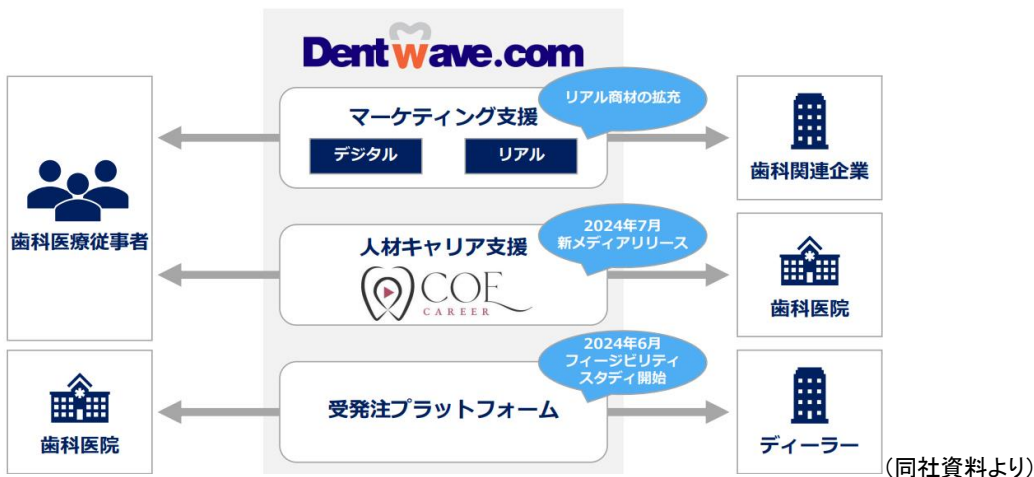 Dentwave.com
歯科医療従事者
マーケティング支援
デジタル
リアル
リアル商材の拡充
歯科関連企業
人材キャリア支援
COE
CAREER
2024年7月
新メディアリリース
歯科医院
歯科医院
受発注プラットフォーム
2024年6月
フィージビリティ
スタディ開始
ディーラー
(同社資料より)